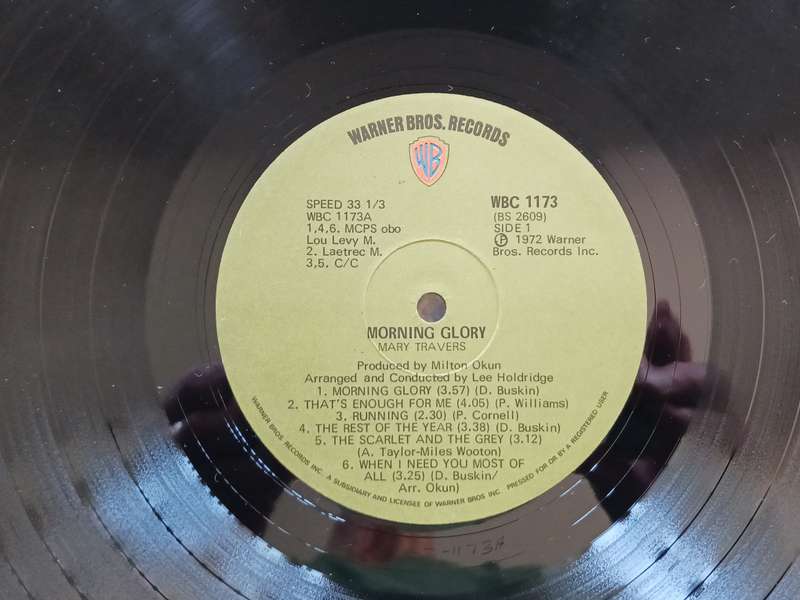 WARNER BROS. RECORDS
WB
SPEED 33 1/3
WBC 1173A
1,4,6. MCPS obo
Lou Levy M.
2. Laetrec M.
3,5. C/C
WBC 1173
(BS 2609)
SIDE 1
Ⓟ 1972 Warner
Bros. Records Inc.
MORNING GLORY
MARY TRAVERS
Produced by Milton Okun
Arranged and Conducted by Lee Holdridge
1. MORNING GLORY (3.57) (D. Buskin)
2. THAT'S ENOUGH FOR ME (4.05) (P. Williams)
3. RUNNING (2.30) (P. Cornell)
4. THE REST OF THE YEAR (3.38) (D. Buskin)
5. THE SCARLET AND THE GREY (3.12)
(A. Taylor-Miles Wooton)
6. WHEN I NEED YOU MOST OF
ALL (3.25) (D. Buskin/
Arr. Okun)
WARNER BROS. RECORDS INC. A SUBSIDIARY AND LICENSEE OF WARNER BROS INC. PRESSED FOR OR BY A REGISTERED USER